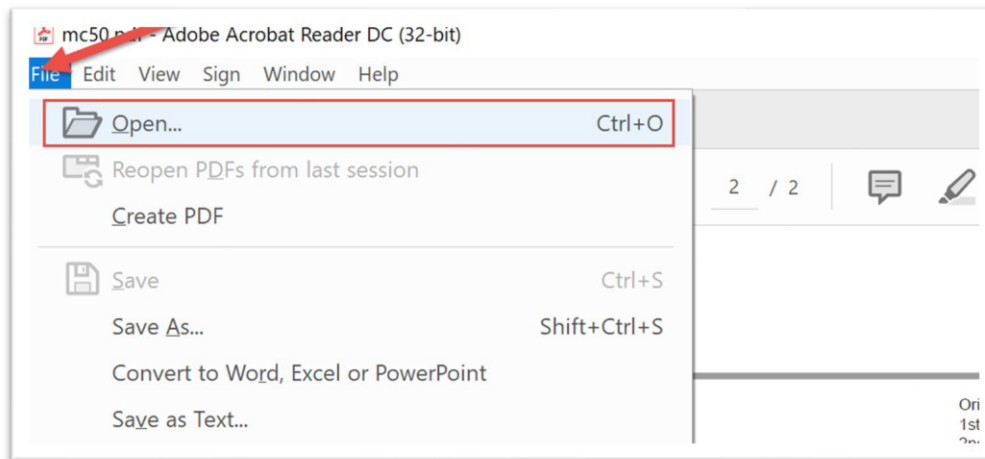 mc50.pdf - Adobe Acrobat Reader DC (32-bit)
File Edit View Sign Window Help
Open... Ctrl+O
Reopen PDFs from last session
2 / 2
Create PDF
Save Ctrl+S
Save As... Shift+Ctrl+S
Convert to Word, Excel or PowerPoint
Save as Text...
Ori
1st